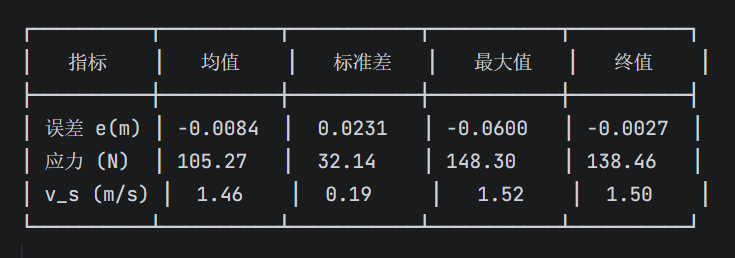 指标 均值 标准差 最大值 终值
误差 e(m) -0.0084 0.0231 -0.0600 -0.0027
应力 (N) 105.27 32.14 148.30 138.46
v_s (m/s) 1.46 0.19 1.52 1.50